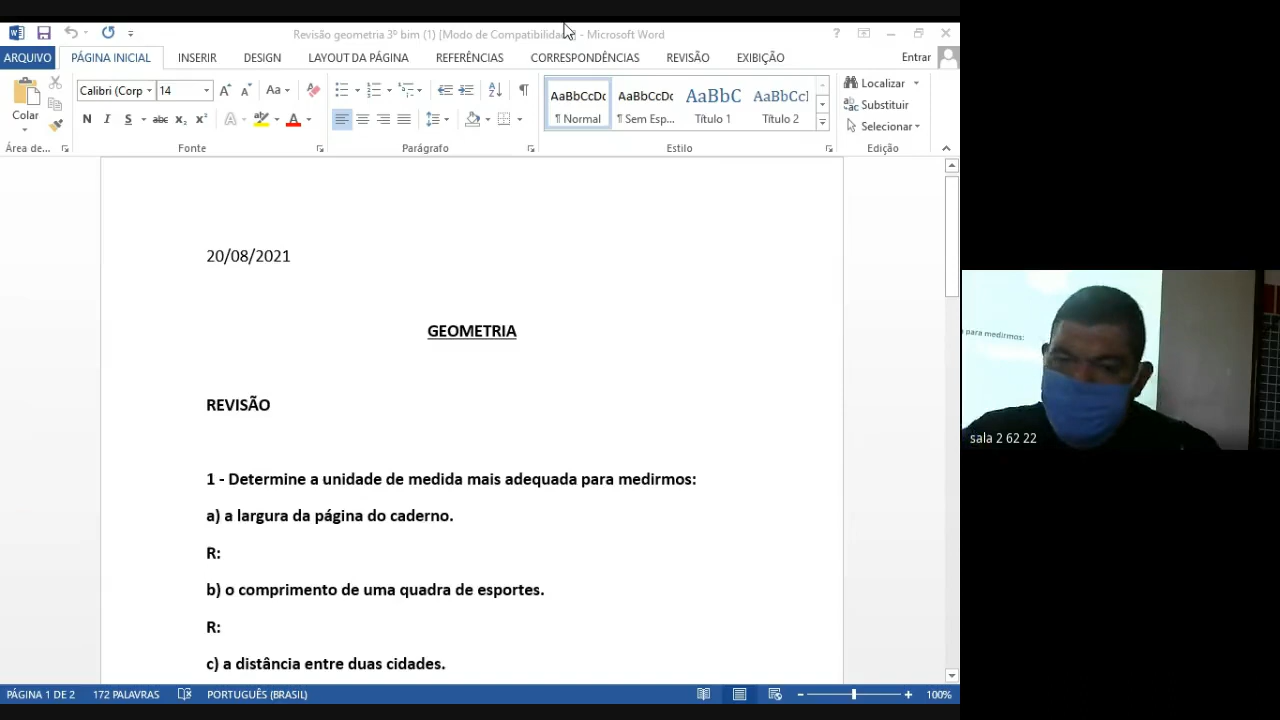 Revisão geometria 3º bim (1) [Modo de Compatibilidade] - Microsoft Word
ARQUIVO PÁGINA INICIAL INSERIR DESIGN LAYOUT DA PÁGINA REFERÊNCIAS CORRESPONDÊNCIAS REVISÃO EXIBIÇÃO Entrar
Colar
Calibri (Corp 14
AaBbCcDc AaBbCcDc AaBbC AaBbCcI
¶ Normal ¶ Sem Esp... Título 1 Título 2
Localizar
Substituir
Selecionar
Área de... Fonte Parágrafo Estilo Edição
20/08/2021
GEOMETRIA
REVISÃO
1 - Determine a unidade de medida mais adequada para medirmos:
a) a largura da página do caderno.
R:
b) o comprimento de uma quadra de esportes.
R:
c) a distância entre duas cidades.
PÁGINA 1 DE 2 172 PALAVRAS PORTUGUÊS (BRASIL) 100%
para medirmos:
sala 2 62 22